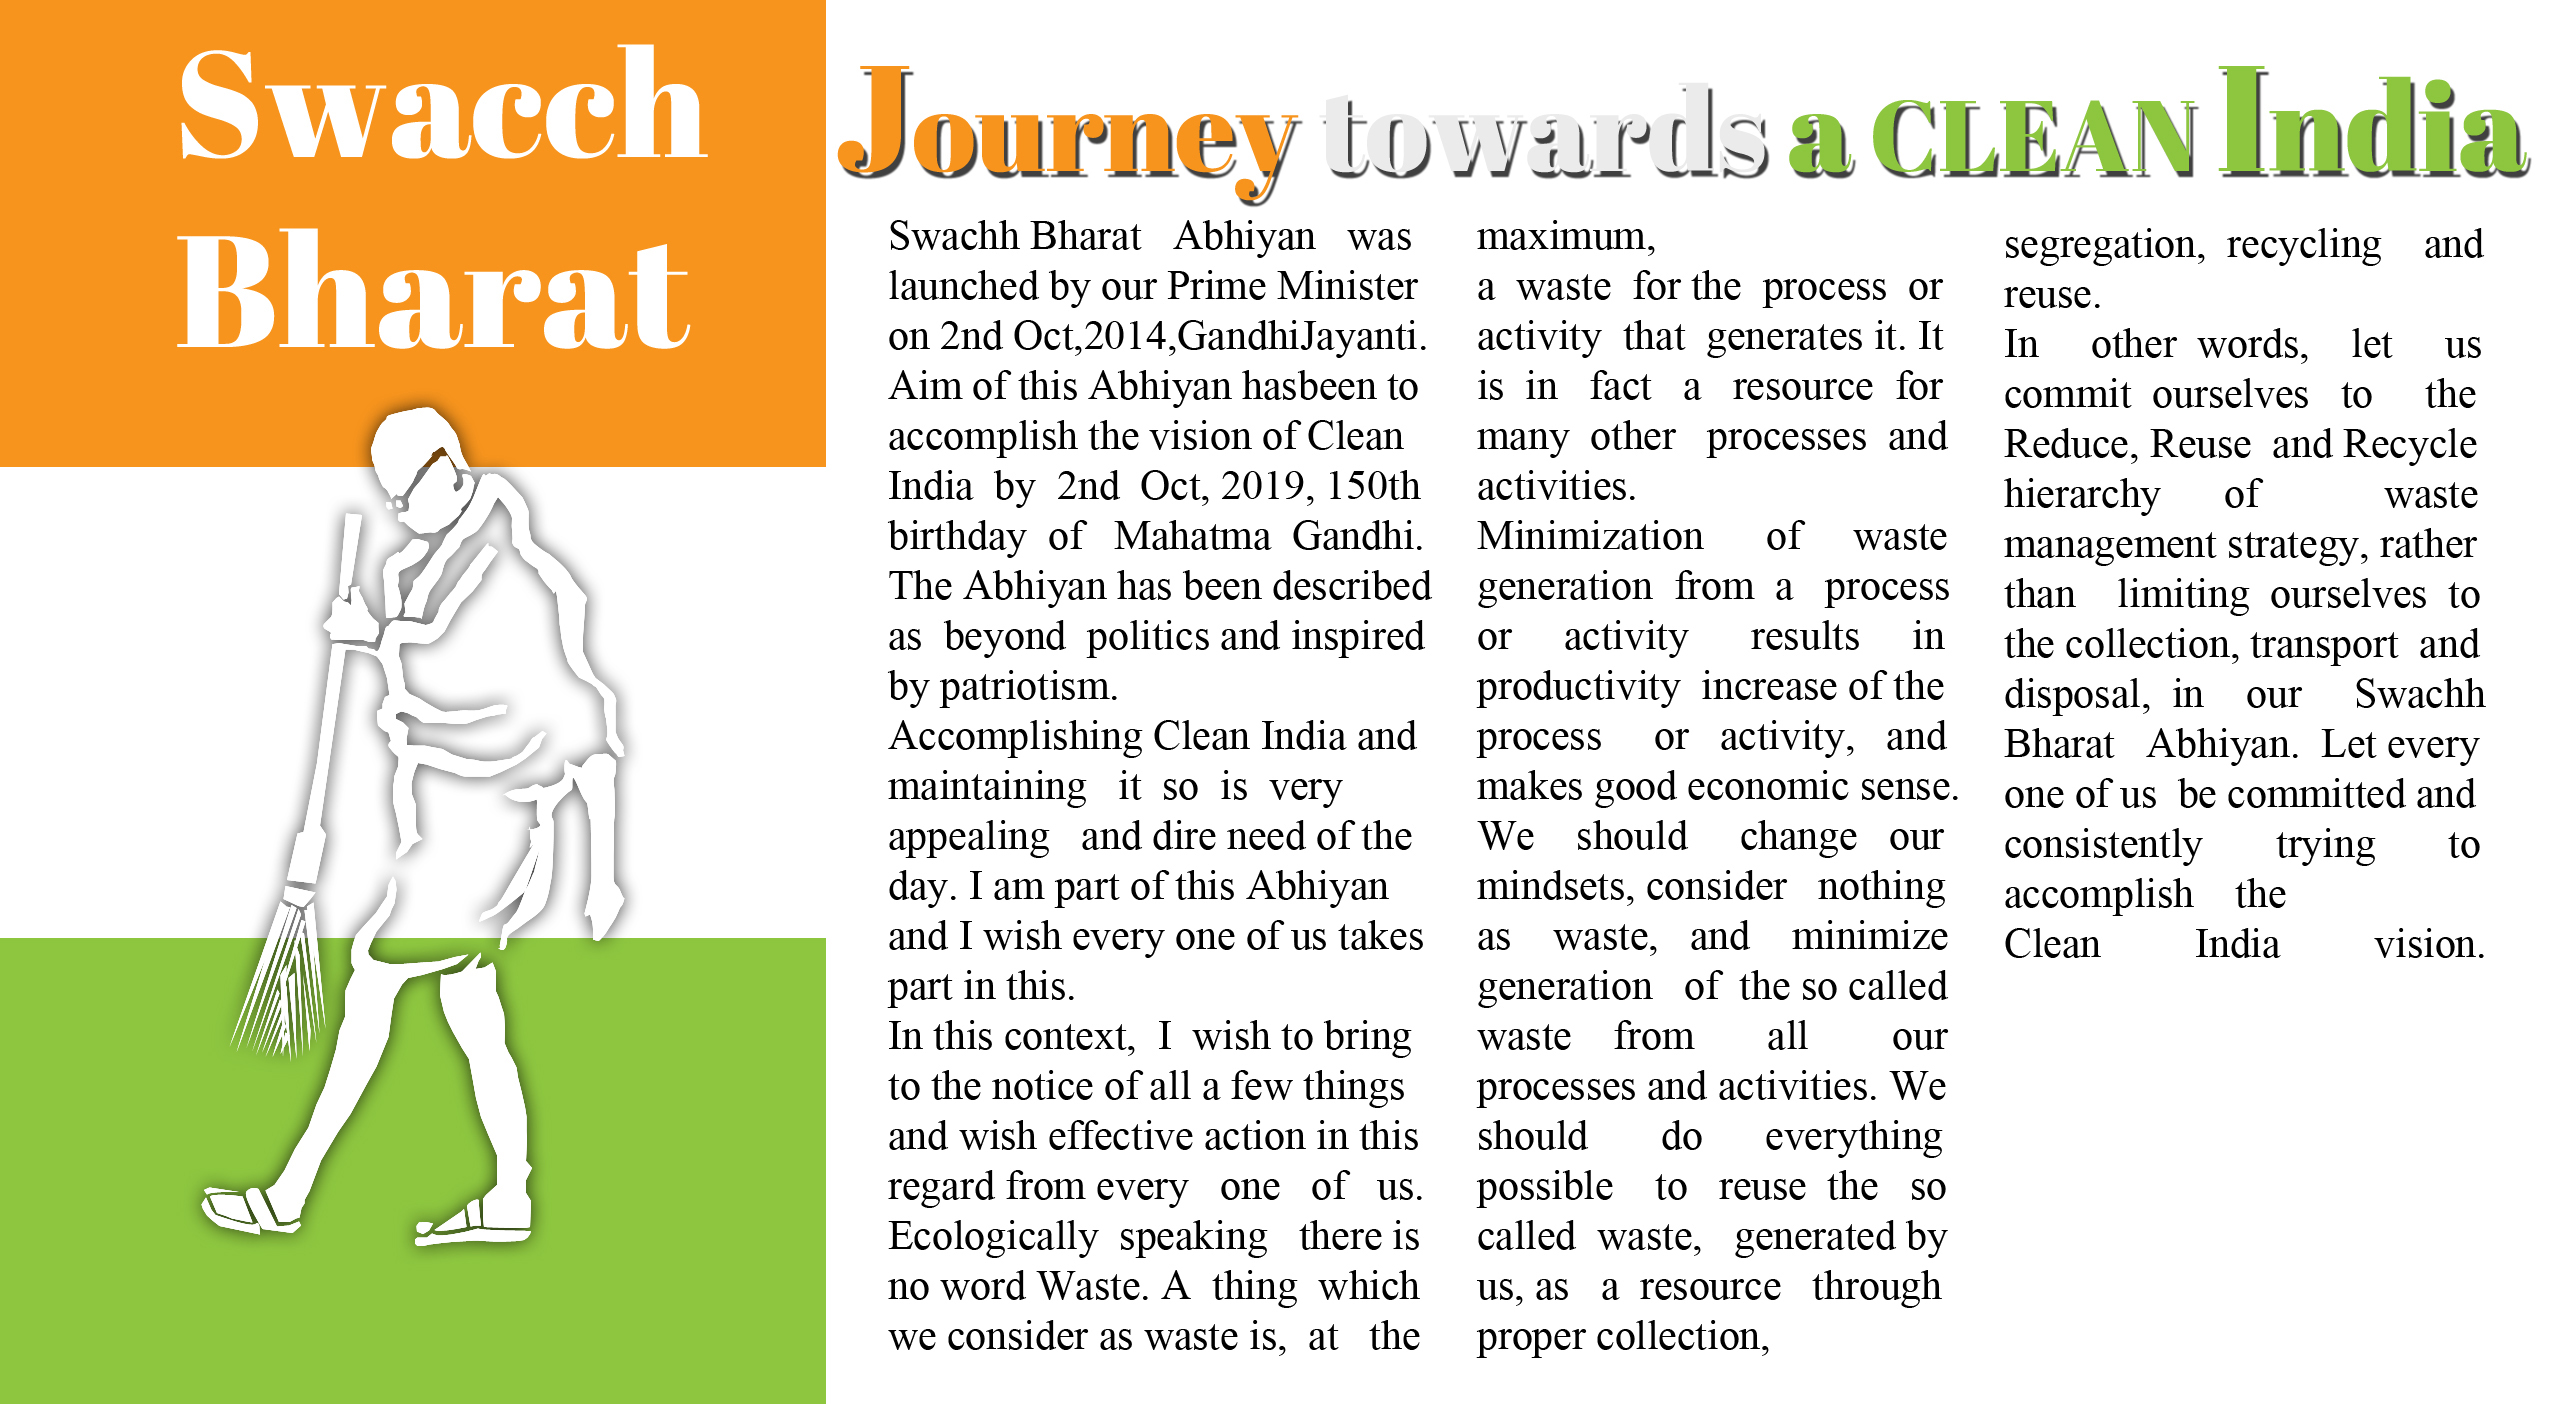 Swacch
Bharat
Journey towards a CLEAN India
Swachh Bharat Abhiyan was
launched by our Prime Minister
on 2nd Oct,2014,GandhiJayanti.
Aim of this Abhiyan hasbeen to
accomplish the vision of Clean
India by 2nd Oct, 2019, 150th
birthday of Mahatma Gandhi.
The Abhiyan has been described
as beyond politics and inspired
by patriotism.
Accomplishing Clean India and
maintaining it so is very
appealing and dire need of the
day. I am part of this Abhiyan
and I wish every one of us takes
part in this.
In this context, I wish to bring
to the notice of all a few things
and wish effective action in this
regard from every one of us.
Ecologically speaking there is
no word Waste. A thing which
we consider as waste is, at the
maximum,
a waste for the process or
activity that generates it. It
is in fact a resource for
many other processes and
activities.
Minimization of waste
generation from a process
or activity results in
productivity increase of the
process or activity, and
makes good economic sense.
We should change our
mindsets, consider nothing
as waste, and minimize
generation of the so called
waste from all our
processes and activities. We
should do everything
possible to reuse the so
called waste, generated by
us, as a resource through
proper collection,
segregation, recycling and
reuse.
In other words, let us
commit ourselves to the
Reduce, Reuse and Recycle
hierarchy of waste
management strategy, rather
than limiting ourselves to
the collection, transport and
disposal, in our Swachh
Bharat Abhiyan. Let every
one of us be committed and
consistently trying to
accomplish the
Clean India vision.